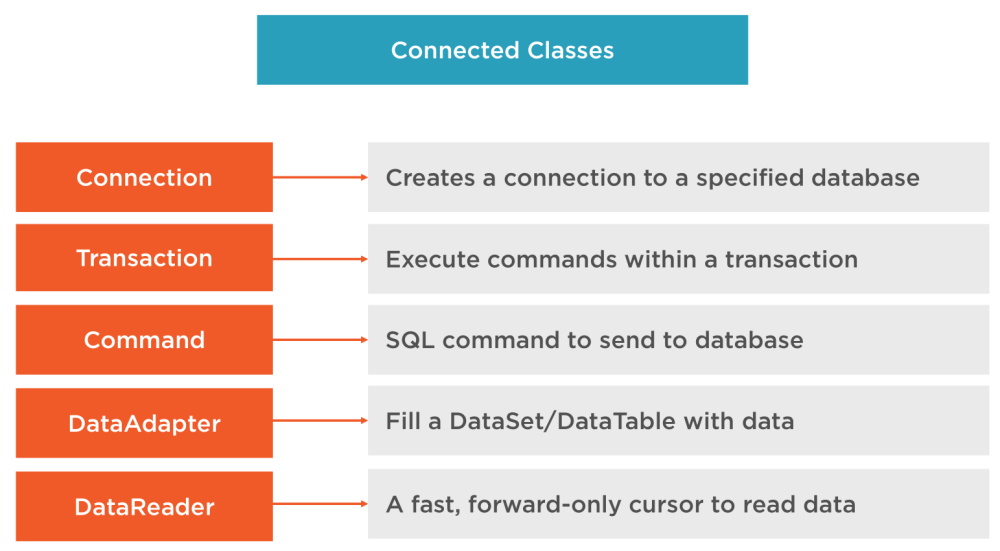 Connected Classes
Connection
Creates a connection to a specified database
Transaction
Execute commands within a transaction
Command
SQL command to send to database
DataAdapter
Fill a DataSet/DataTable with data
DataReader
A fast, forward-only cursor to read data